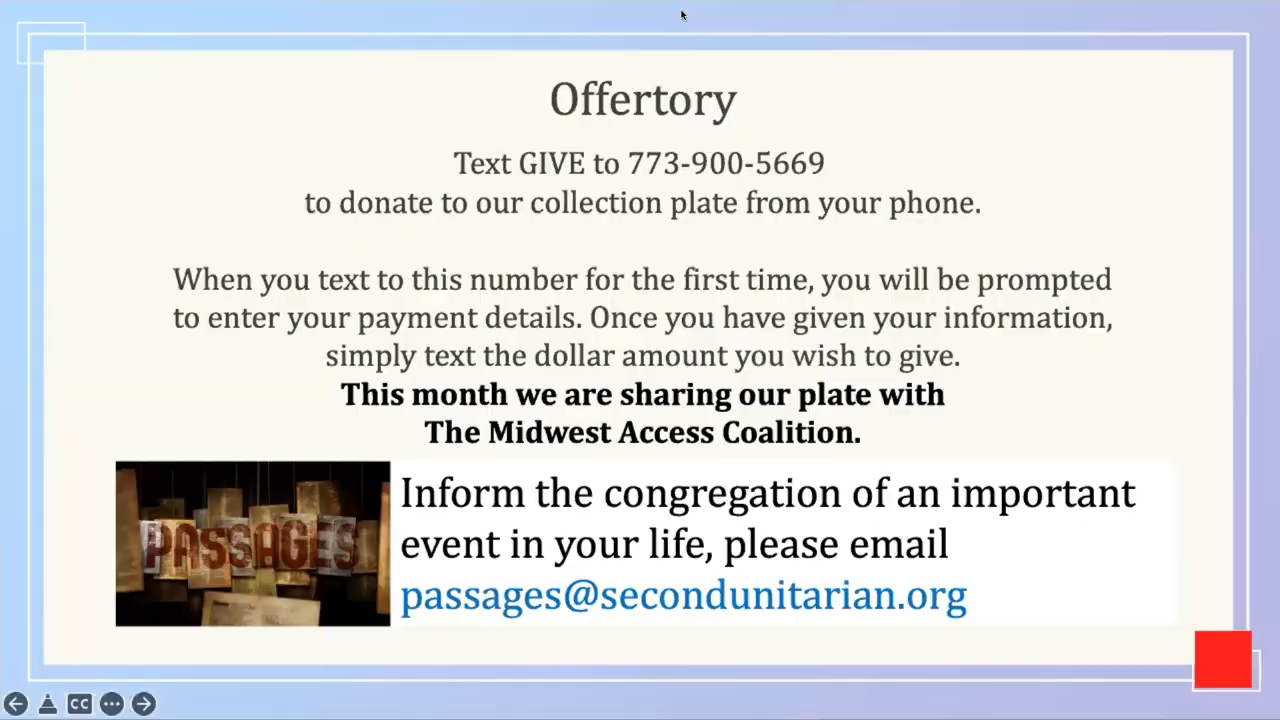 Offertory
Text GIVE to 773-900-5669
to donate to our collection plate from your phone.
When you text to this number for the first time, you will be prompted
to enter your payment details. Once you have given your information,
simply text the dollar amount you wish to give.
This month we are sharing our plate with
The Midwest Access Coalition.
PASSAGES
Inform the congregation of an important
event in your life, please email
passages@secondunitarian.org
CC